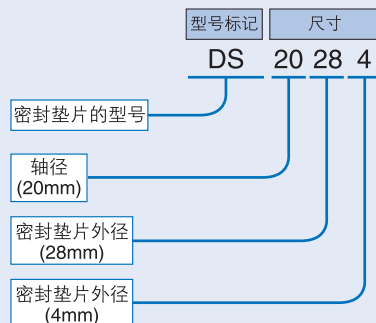 型号标记 尺寸
DS 20 28 4
密封垫片的型号
轴径
(20mm)
密封垫片外径
(28mm)
密封垫片外径
(4mm)